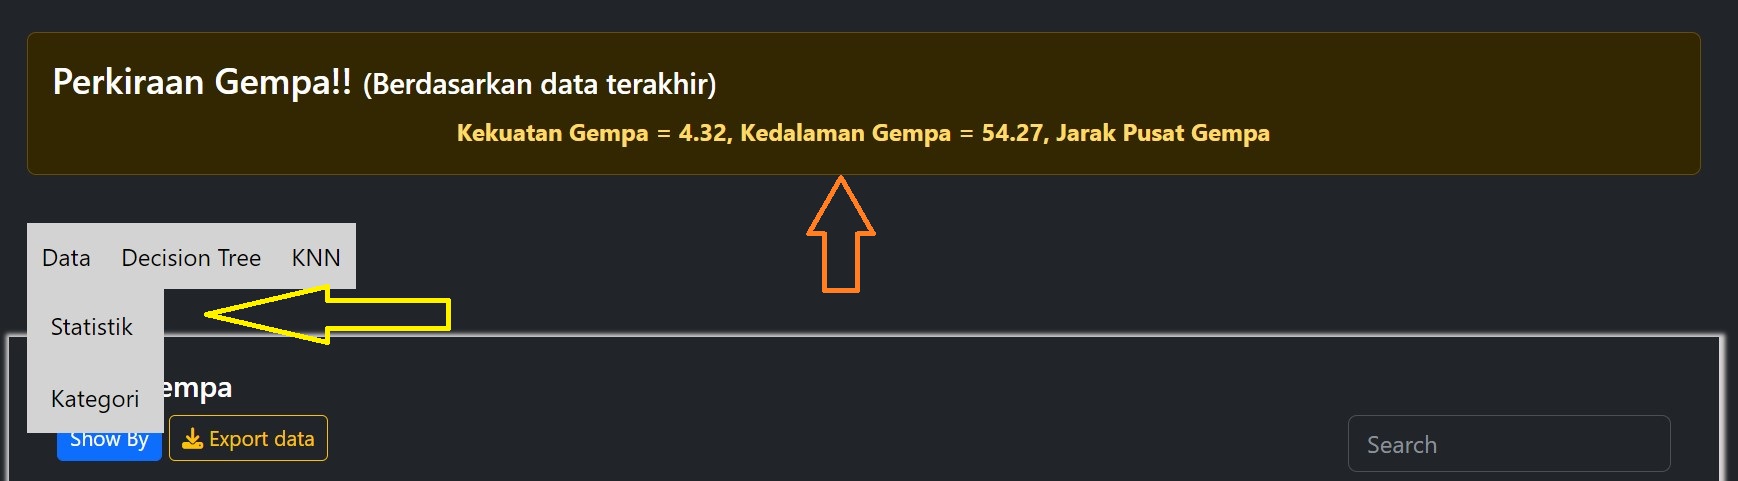 Perkiraan Gempa!! (Berdasarkan data terakhir)
Kekuatan Gempa = 4.32, Kedalaman Gempa = 54.27, Jarak Pusat Gempa
Data Decision Tree KNN
Statistik
Kategori
Show By Export data Search